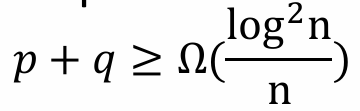 p + q ≥ Ω(log²n / n)